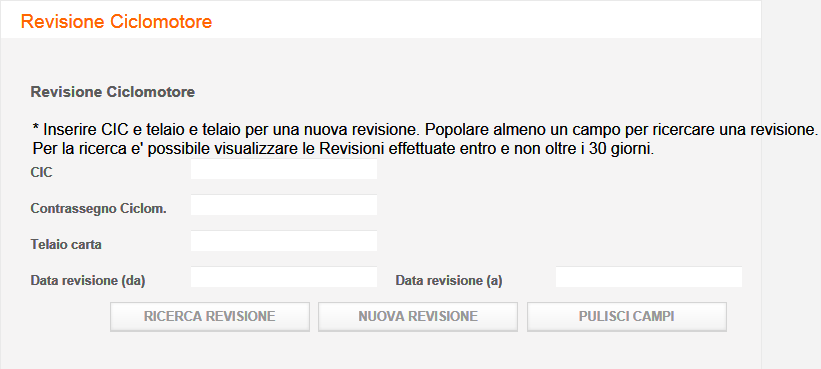 Revisione Ciclomotore
Revisione Ciclomotore
* Inserire CIC e telaio e telaio per una nuova revisione. Popolare almeno un campo per ricercare una revisione.
Per la ricerca e' possibile visualizzare le Revisioni effettuate entro e non oltre i 30 giorni.
CIC
Contrassegno Ciclom.
Telaio carta
Data revisione (da) Data revisione (a)
RICERCA REVISIONE NUOVA REVISIONE PULISCI CAMPI